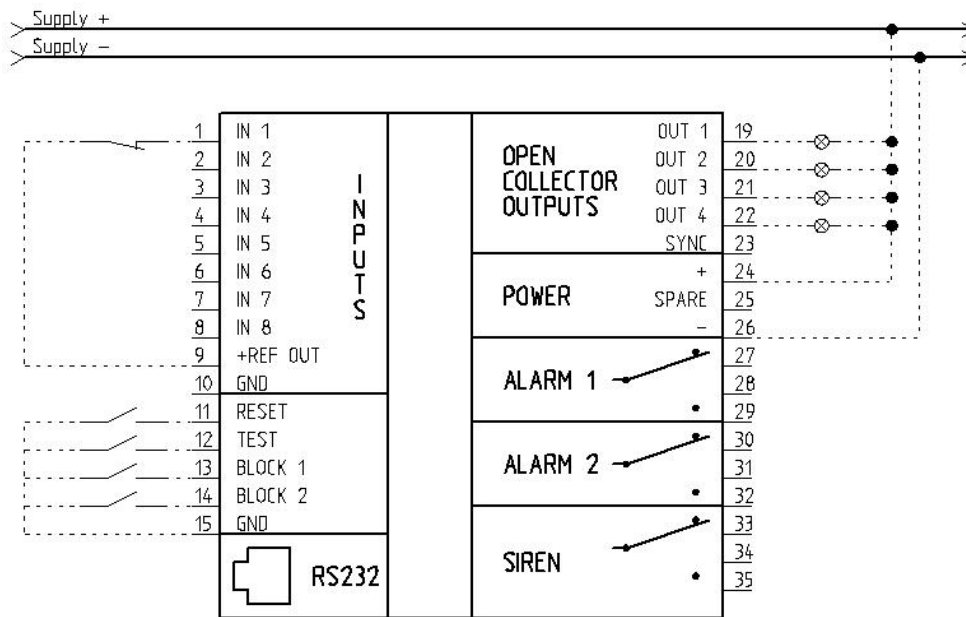 Supply +
Supply -
1 IN 1
2 IN 2
3 IN 3
4 IN 4
5 IN 5
6 IN 6
7 IN 7
8 IN 8
9 +REF OUT
10 GND
INPUTS
11 RESET
12 TEST
13 BLOCK 1
14 BLOCK 2
15 GND
RS232
OPEN
COLLECTOR
OUTPUTS
OUT 1 19
OUT 2 20
OUT 3 21
OUT 4 22
SYNC 23
POWER
+ 24
SPARE 25
- 26
ALARM 1
27
28
29
ALARM 2
30
31
32
SIREN
33
34
35